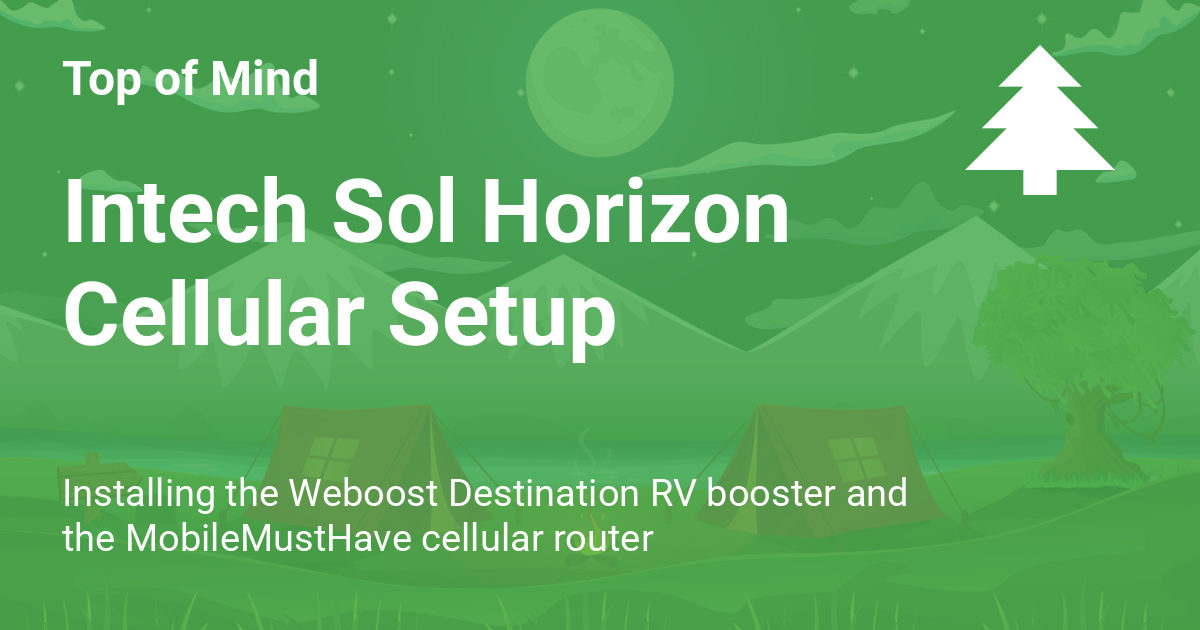 Top of Mind
Intech Sol Horizon
Cellular Setup
Installing the Weboost Destination RV booster and
the MobileMustHave cellular router